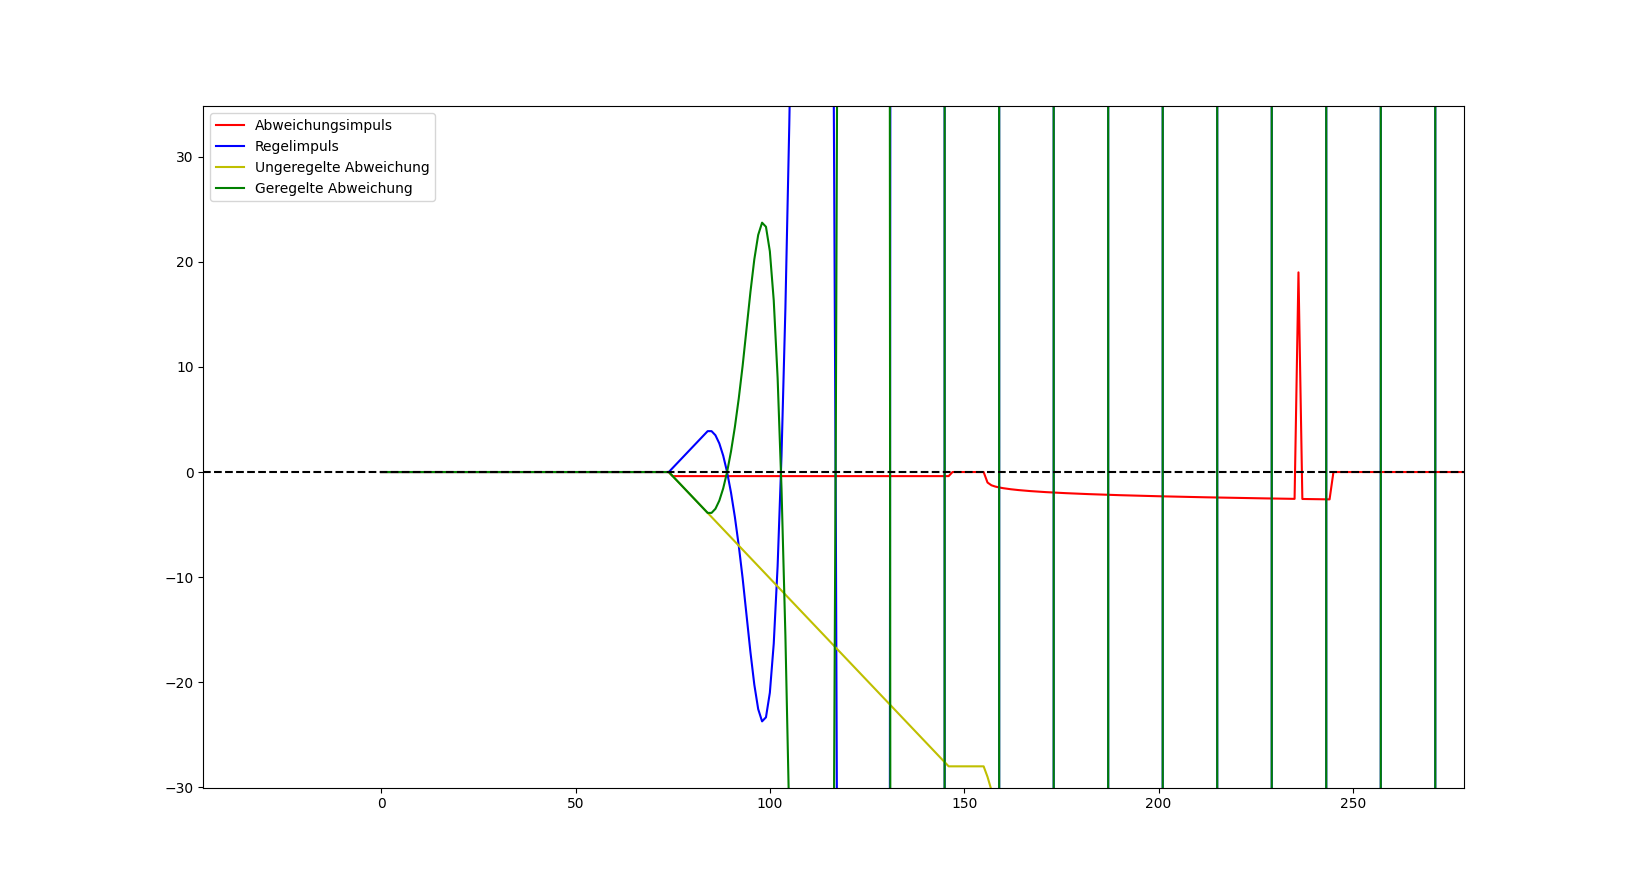 Abweichungsimpuls
Regelimpuls
Ungeregelte Abweichung
Geregelte Abweichung
30
20
10
0
−10
−20
−30
0 50 100 150 200 250